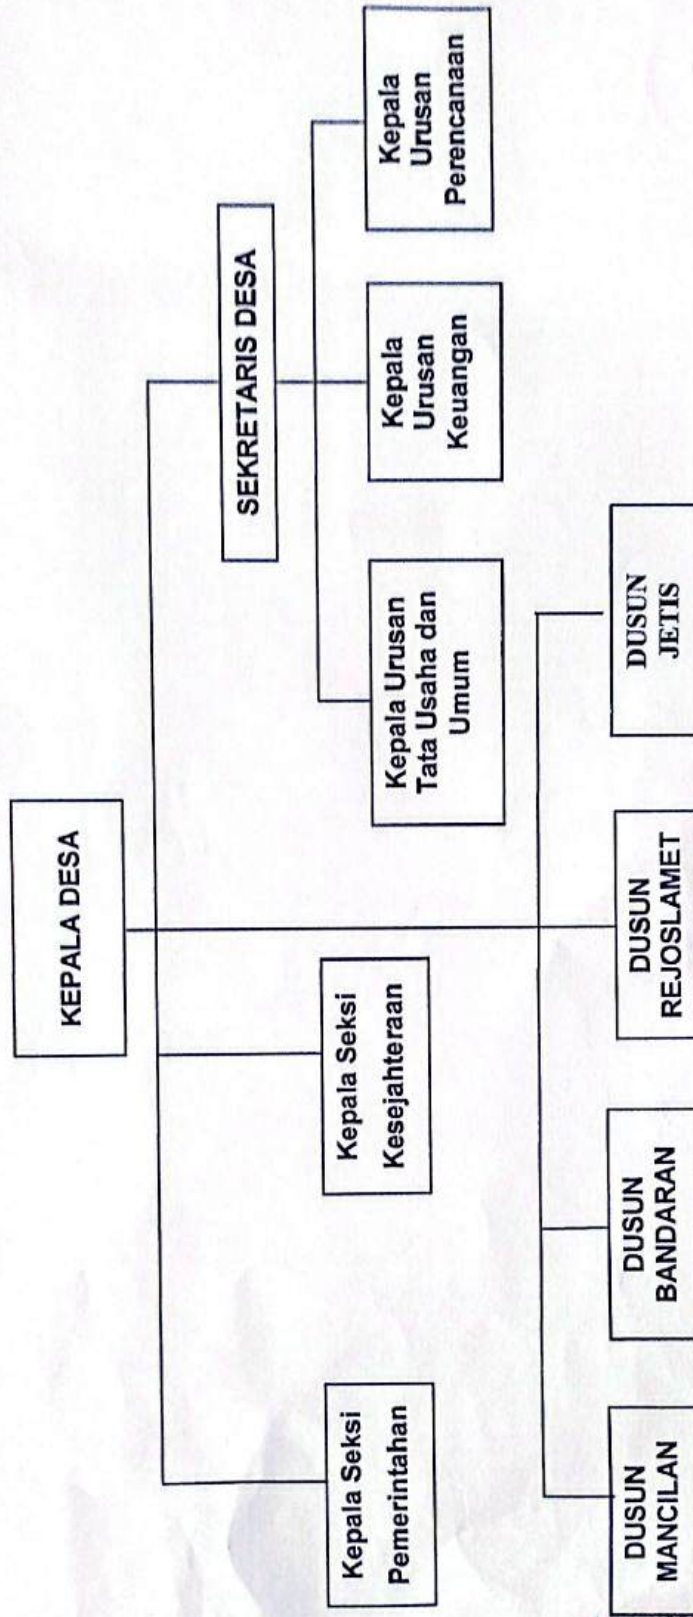 KEPALA DESA
SEKRETARIS DESA
Kepala Seksi
Pemerintahan
Kepala Seksi
Kesejahteraan
Kepala Urusan
Tata Usaha dan
Umum
Kepala
Urusan
Keuangan
Kepala
Urusan
Perencanaan
DUSUN
MANCILAN
DUSUN
BANDARAN
DUSUN
REJOSLAMET
DUSUN
JETIS